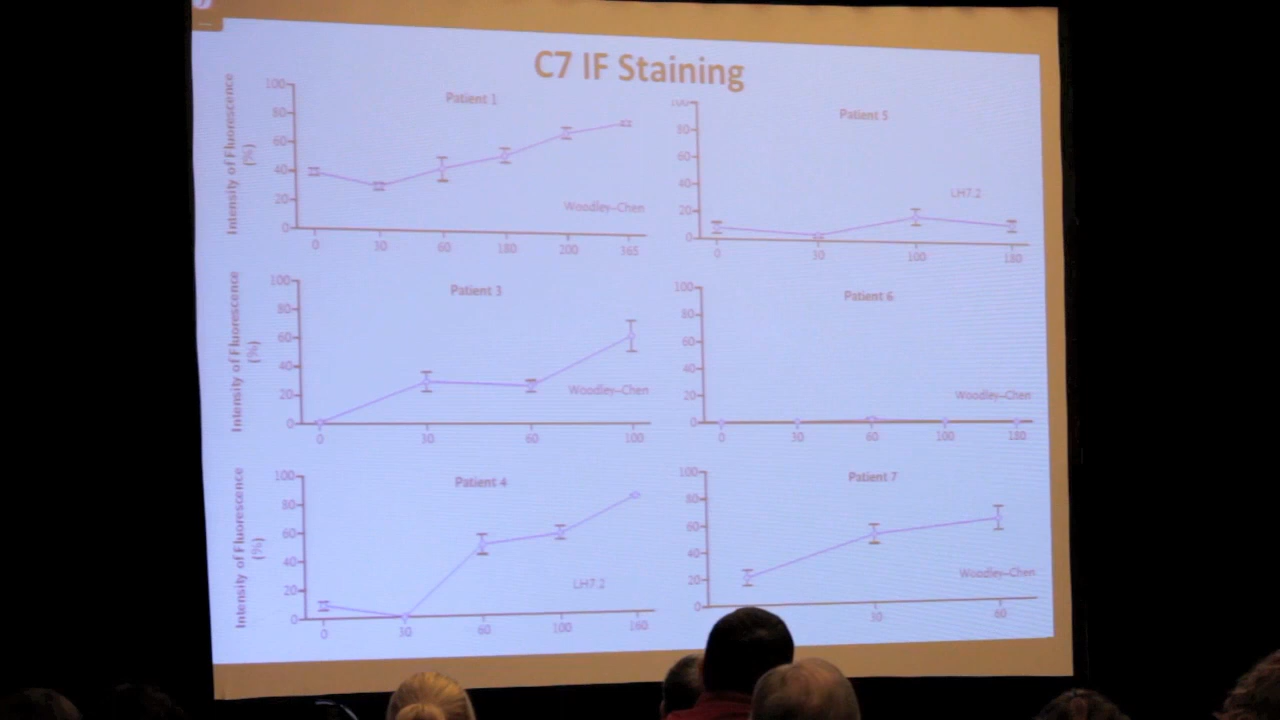 C7 IF Staining
Intensity of Fluorescence
(%)
Patient 1
100
80
60
40
20
0
0 30 60 180 200 365
Woodley–Chen
Patient 5
100
80
60
40
20
0
0 30 100 180
LH7.2
Intensity of Fluorescence
(%)
Patient 3
100
80
60
40
20
0
0 30 60 100
Woodley–Chen
Patient 6
100
80
60
40
20
0
0 30 60 100 180
Woodley–Chen
Intensity of Fluorescence
(%)
Patient 4
100
80
60
40
20
0
0 30 60 100 160
LH7.2
Patient 7
100
80
60
40
20
0
30 60
Woodley–Chen